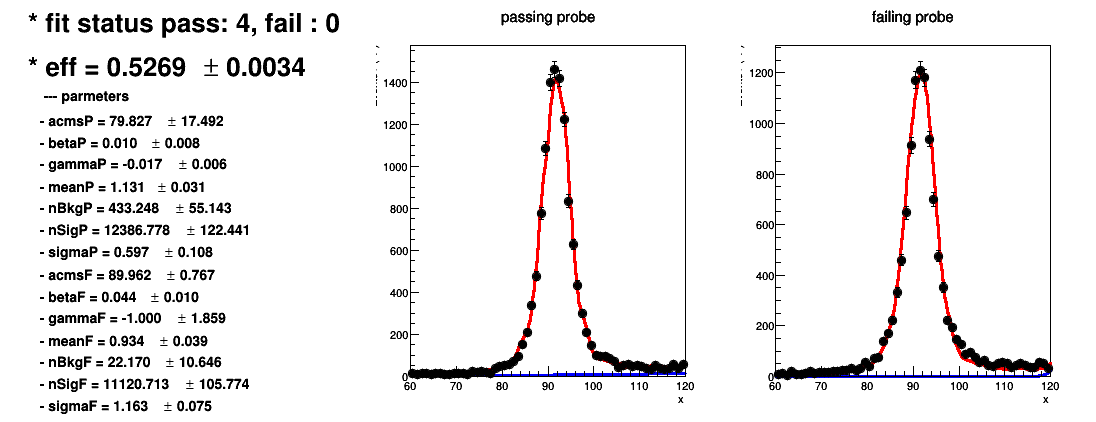 * fit status pass: 4, fail : 0
* eff = 0.5269 ± 0.0034
--- parmeters
- acmsP = 79.827 ± 17.492
- betaP = 0.010 ± 0.008
- gammaP = -0.017 ± 0.006
- meanP = 1.131 ± 0.031
- nBkgP = 433.248 ± 55.143
- nSigP = 12386.778 ± 122.441
- sigmaP = 0.597 ± 0.108
- acmsF = 89.962 ± 0.767
- betaF = 0.044 ± 0.010
- gammaF = -1.000 ± 1.859
- meanF = 0.934 ± 0.039
- nBkgF = 22.170 ± 10.646
- nSigF = 11120.713 ± 105.774
- sigmaF = 1.163 ± 0.075
passing probe
1400
1200
1000
800
600
400
200
0
60 70 80 90 100 110 120
x
failing probe
1200
1000
800
600
400
200
0
60 70 80 90 100 110 120
x